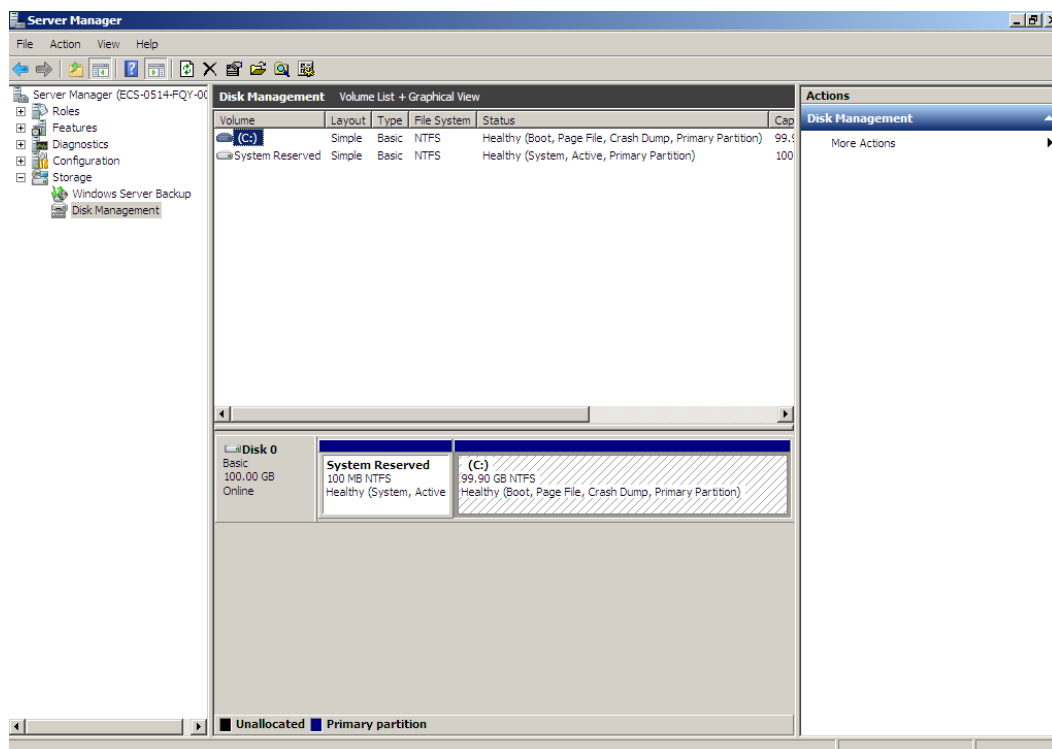 Server Manager
File Action View Help
Server Manager (ECS-0514-FQY-00
Roles
Features
Diagnostics
Configuration
Storage
Windows Server Backup
Disk Management
Disk Management Volume List + Graphical View
Volume Layout Type File System Status Cap
(C:) Simple Basic NTFS Healthy (Boot, Page File, Crash Dump, Primary Partition) 99.9
System Reserved Simple Basic NTFS Healthy (System, Active, Primary Partition) 100
Disk 0
Basic
100.00 GB
Online
System Reserved
100 MB NTFS
Healthy (System, Active
(C:)
99.90 GB NTFS
Healthy (Boot, Page File, Crash Dump, Primary Partition)
Unallocated Primary partition
Actions
Disk Management
More Actions